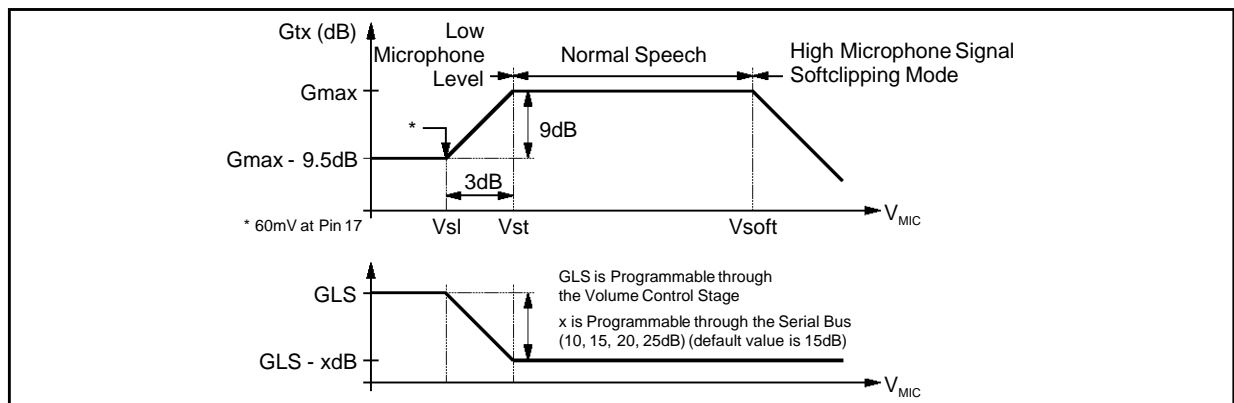 Gtx (dB)
Low
Microphone
Level
Normal Speech
High Microphone Signal
Softclipping Mode
Gmax
*
9dB
Gmax - 9.5dB
3dB
* 60mV at Pin 17
Vsl
Vst
Vsoft
VMIC
GLS
GLS is Programmable through
the Volume Control Stage
x is Programmable through the Serial Bus
(10, 15, 20, 25dB) (default value is 15dB)
GLS - xdB
VMIC